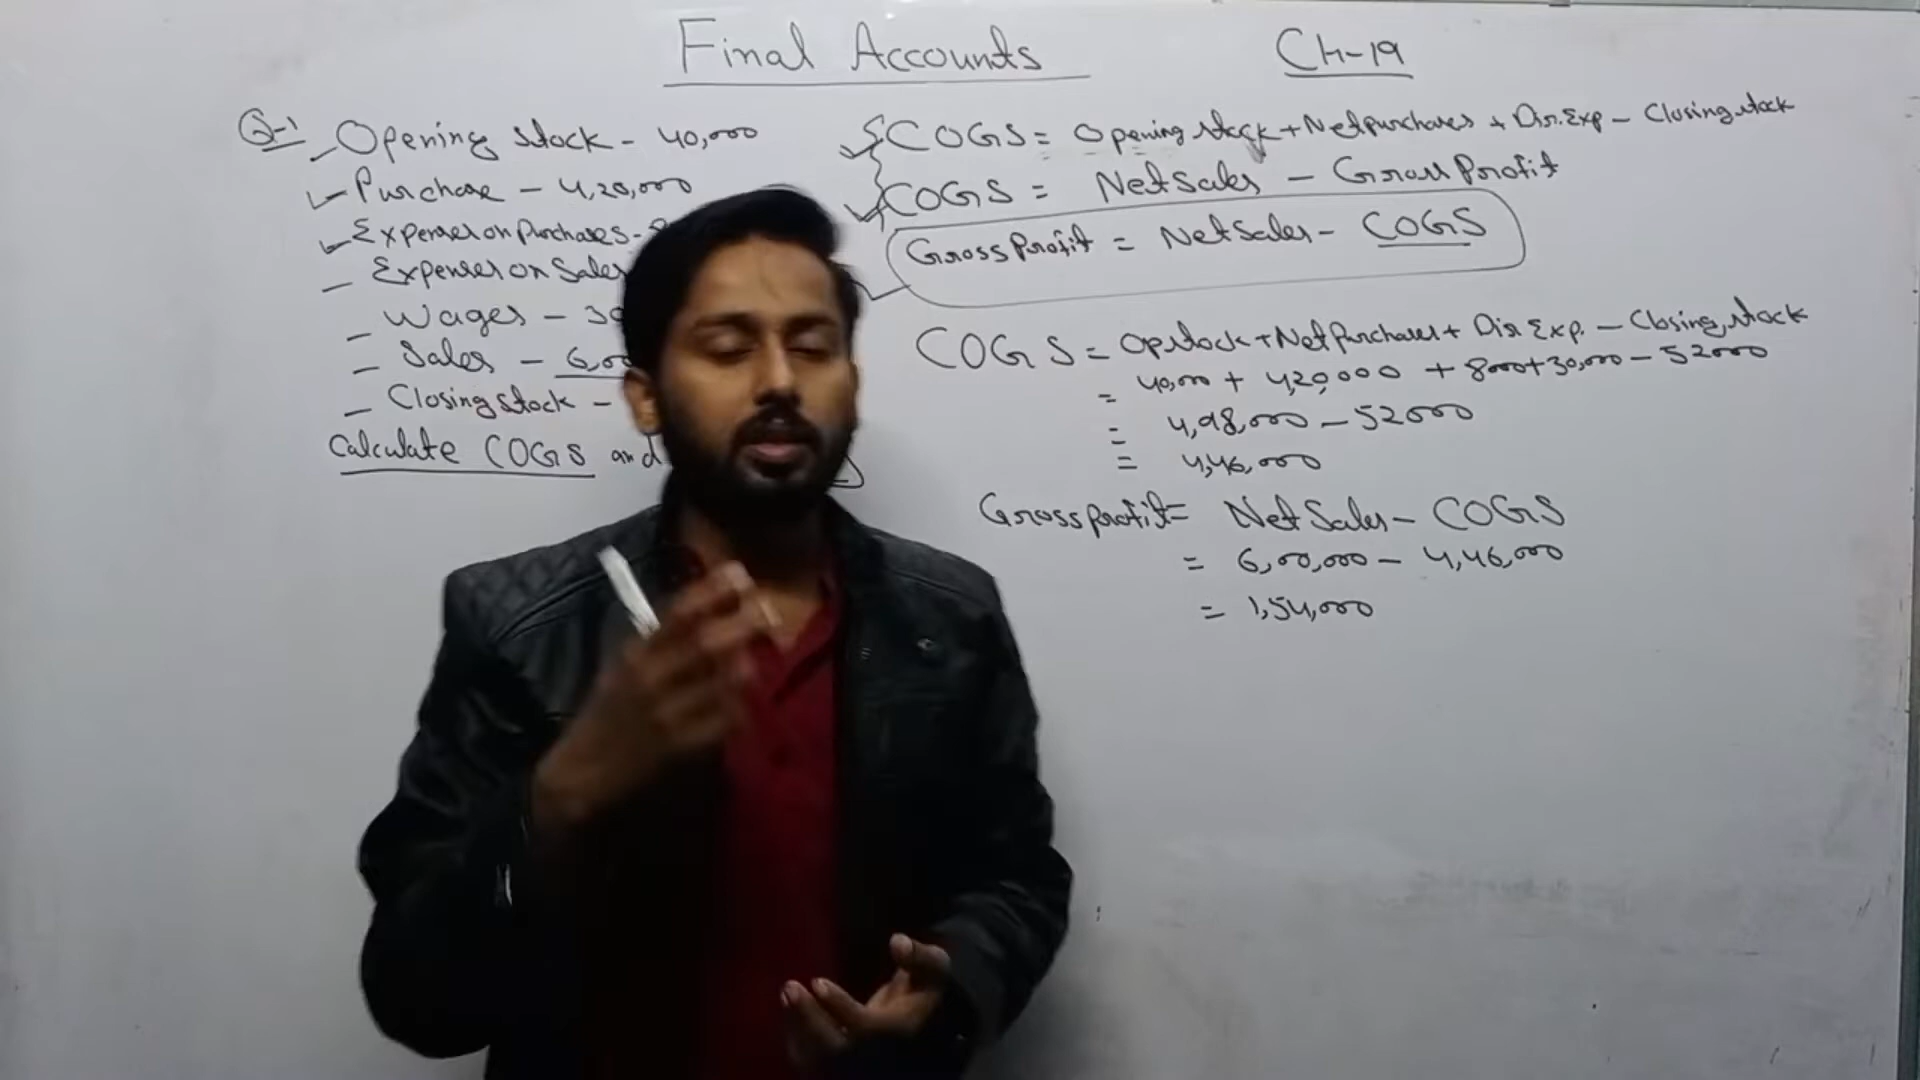 Final Accounts
Ch-19
Q-1 Opening stock - 40,000
- Purchase - 4,20,000
- Expenses on Purchases -
- Expenses on Sales
- Wages - 30
- Sales - 6,00
- Closing stock -
Calculate COGS and
COGS = Opening stock + Net purchases + Dir. Exp - Closing stock
COGS = Net Sales - Gross Profit
Gross Profit = Net Sales - COGS
COGS = Op stock + Net Purchases + Dir Exp. - Closing stock
= 40,000 + 4,20,000 + 8000 + 30,000 - 52000
= 4,98,000 - 52000
= 4,46,000
Gross profit = Net Sales - COGS
= 6,00,000 - 4,46,000
= 1,54,000